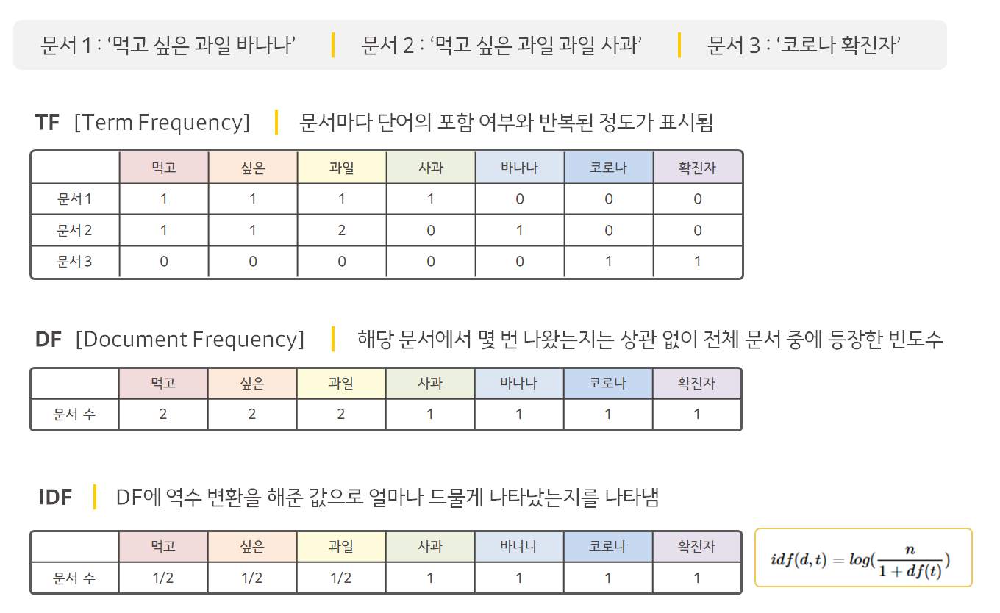 문서 1 : ‘먹고 싶은 과일 바나나’ 문서 2 : ‘먹고 싶은 과일 과일 사과’ 문서 3 : ‘코로나 확진자’
TF [Term Frequency] 문서마다 단어의 포함 여부와 반복된 정도가 표시됨
먹고 싶은 과일 사과 바나나 코로나 확진자
문서1 1 1 1 1 0 0 0
문서2 1 1 2 0 1 0 0
문서3 0 0 0 0 0 1 1
DF [Document Frequency] 해당 문서에서 몇 번 나왔는지는 상관 없이 전체 문서 중에 등장한 빈도수
먹고 싶은 과일 사과 바나나 코로나 확진자
문서 수 2 2 2 1 1 1 1
IDF DF에 역수 변환을 해준 값으로 얼마나 드물게 나타났는지를 나타냄
먹고 싶은 과일 사과 바나나 코로나 확진자
문서 수 1/2 1/2 1/2 1 1 1 1
idf(d, t) = log(n / 1 + df(t))